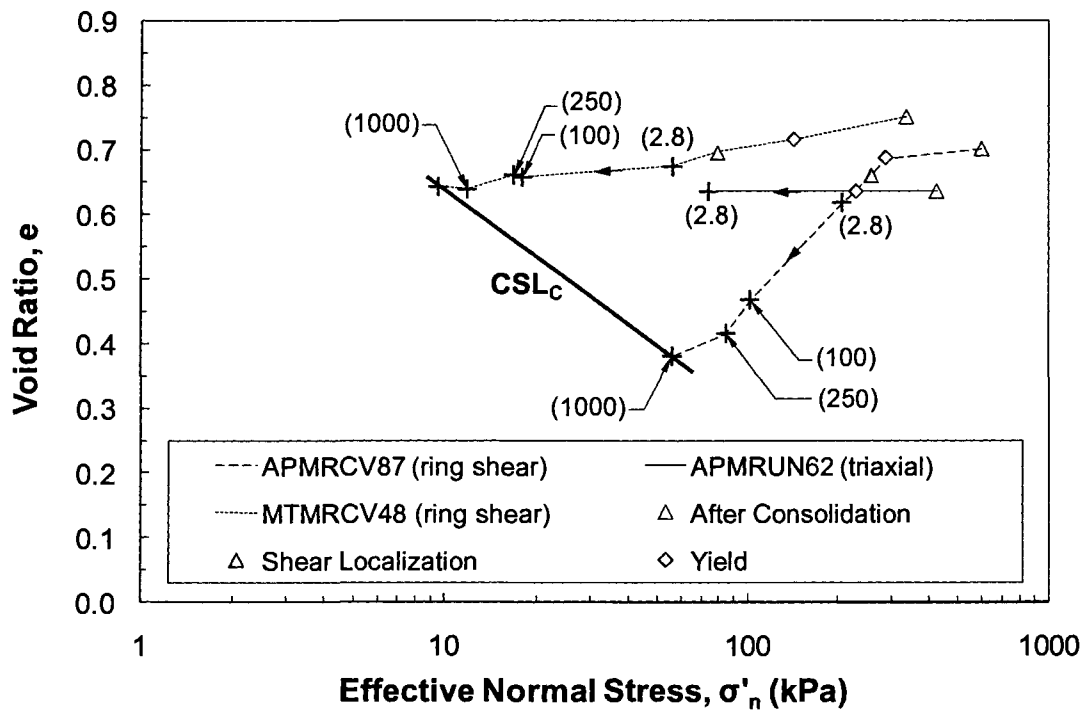 0.9
0.8
0.7
0.6
0.5
0.4
0.3
0.2
0.1
0.0
Void Ratio, e
(1000)
(250)
(100)
(2.8)
(2.8)
(2.8)
CSLC
(100)
(250)
(1000)
APMRCV87 (ring shear)
APMRUN62 (triaxial)
MTMRCV48 (ring shear)
After Consolidation
Shear Localization
Yield
1
10
100
1000
Effective Normal Stress, σ'n (kPa)